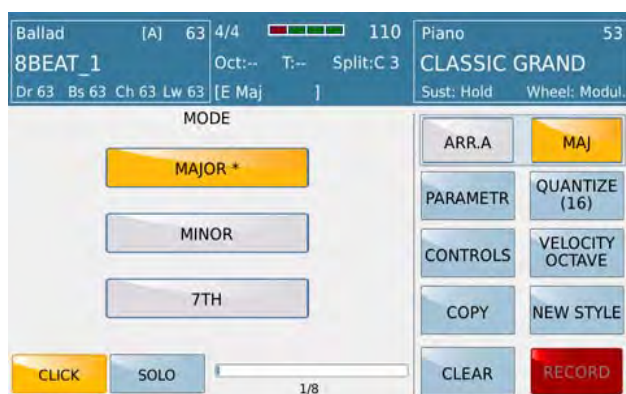 Ballad [A] 63
8BEAT_1
Dr 63 Bs 63 Ch 63 Lw 63
4/4 110
Oct:-- T:-- Split:C 3
[E Maj ]
Piano 53
CLASSIC GRAND
Sust: Hold Wheel: Modul.
MODE
MAJOR *
MINOR
7TH
CLICK SOLO
1/8
ARR.A MAJ
PARAMETR QUANTIZE
(16)
CONTROLS VELOCITY
OCTAVE
COPY NEW STYLE
CLEAR RECORD